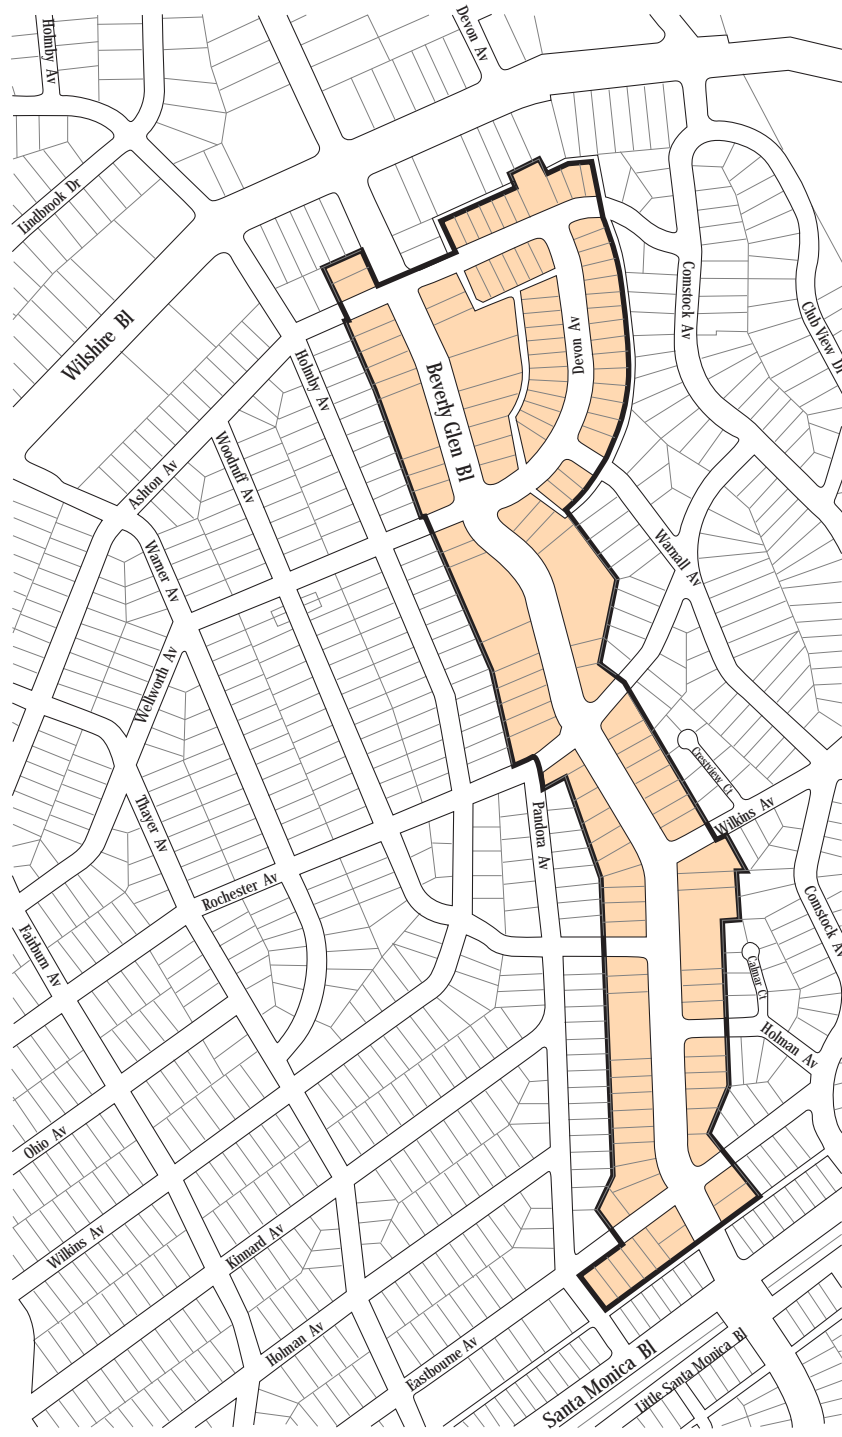 Holmby Av
Devon Av
Lindbrook Dr
Wilshire Bl
Comstock Av
Club View Dr
Devon Av
Holmby Av
Beverly Glen Bl
Woodruff Av
Ashton Av
Warner Av
Warnall Av
Wellworth Av
Crestview Ct
Wilkins Av
Thayer Av
Pandora Av
Rochester Av
Comstock Av
Fairburn Av
Calmar Ct
Holman Av
Ohio Av
Wilkins Av
Kinnard Av
Holman Av
Eastbourne Av
Santa Monica Bl
Little Santa Monica Bl